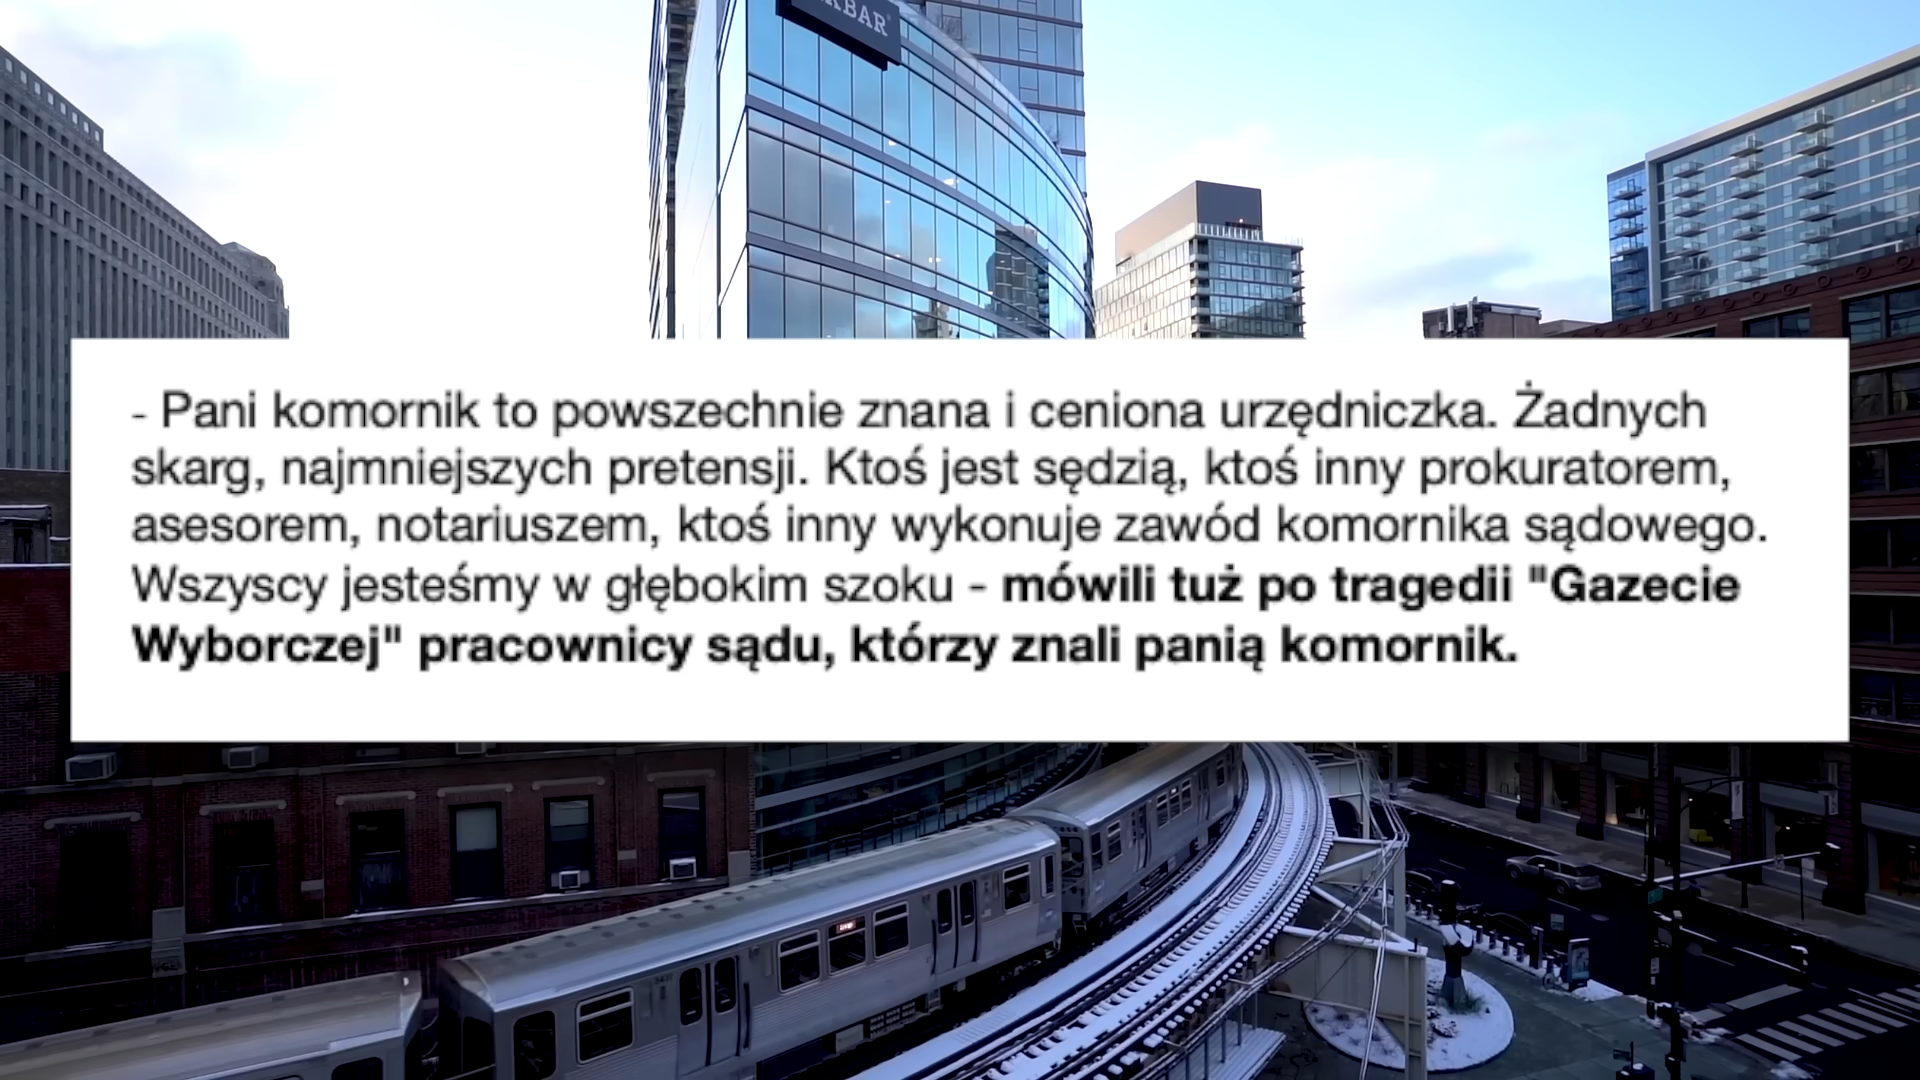 - Pani komornik to powszechnie znana i ceniona urzędniczka. Żadnych
skarg, najmniejszych pretensji. Ktoś jest sędzią, ktoś inny prokuratorem,
asesorem, notariuszem, ktoś inny wykonuje zawód komornika sądowego.
Wszyscy jesteśmy w głębokim szoku - mówili tuż po tragedii "Gazecie
Wyborczej" pracownicy sądu, którzy znali panią komornik.